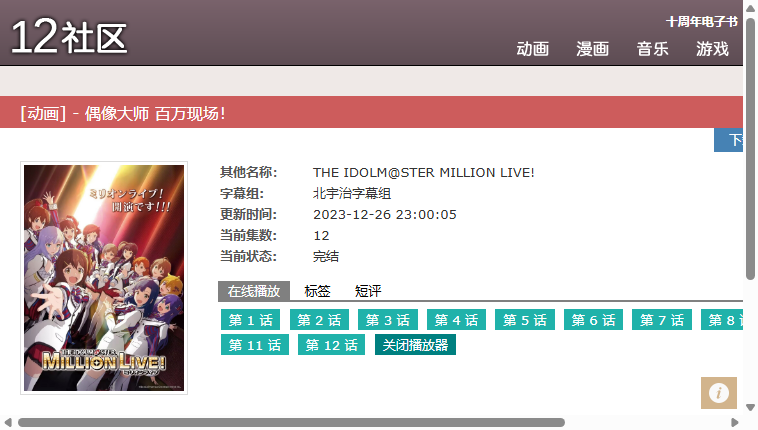 12社区
十周年电子书
动画 漫画 音乐 游戏
[动画] - 偶像大师 百万现场!
ミリオンライブ!
開演です!!!
THE IDOLM@STER
MILLION LIVE!
其他名称: THE IDOLM@STER MILLION LIVE!
字幕组: 北宇治字幕组
更新时间: 2023-12-26 23:00:05
当前集数: 12
当前状态: 完结
在线播放 标签 短评
第 1 话 第 2 话 第 3 话 第 4 话 第 5 话 第 6 话 第 7 话 第 8
第 11 话 第 12 话 关闭播放器
i